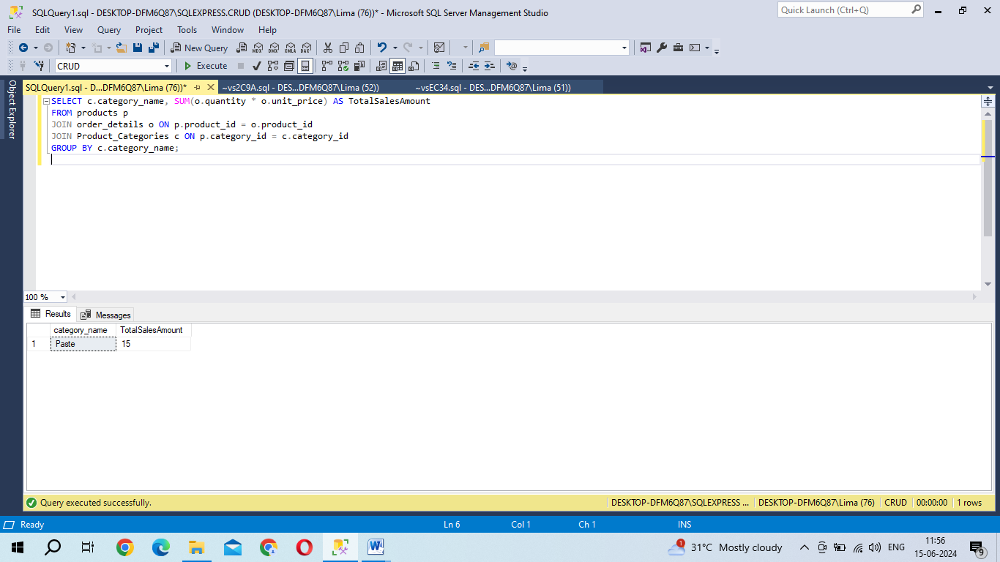 SQLQuery1.sql - DESKTOP-DFM6Q87\SQLEXPRESS.CRUD (DESKTOP-DFM6Q87\Lima (76))* - Microsoft SQL Server Management Studio
Quick Launch (Ctrl+Q)
File Edit View Query Project Tools Window Help
New Query MDX DMX XMLA DAX
CRUD Execute
Object Explorer
SQLQuery1.sql - D...DFM6Q87\Lima (76))* ~vs2C9A.sql - DES...DFM6Q87\Lima (52)) ~vsEC34.sql - DES...DFM6Q87\Lima (51))
SELECT c.category_name, SUM(o.quantity * o.unit_price) AS TotalSalesAmount
FROM products p
JOIN order_details o ON p.product_id = o.product_id
JOIN Product_Categories c ON p.category_id = c.category_id
GROUP BY c.category_name;
100 %
Results Messages
category_name TotalSalesAmount
1 Paste 15
Query executed successfully. DESKTOP-DFM6Q87\SQLEXPRESS ... DESKTOP-DFM6Q87\Lima (76) CRUD 00:00:00 1 rows
Ready Ln 6 Col 1 Ch 1 INS
1 31°C Mostly cloudy ENG 11:56
15-06-2024 9